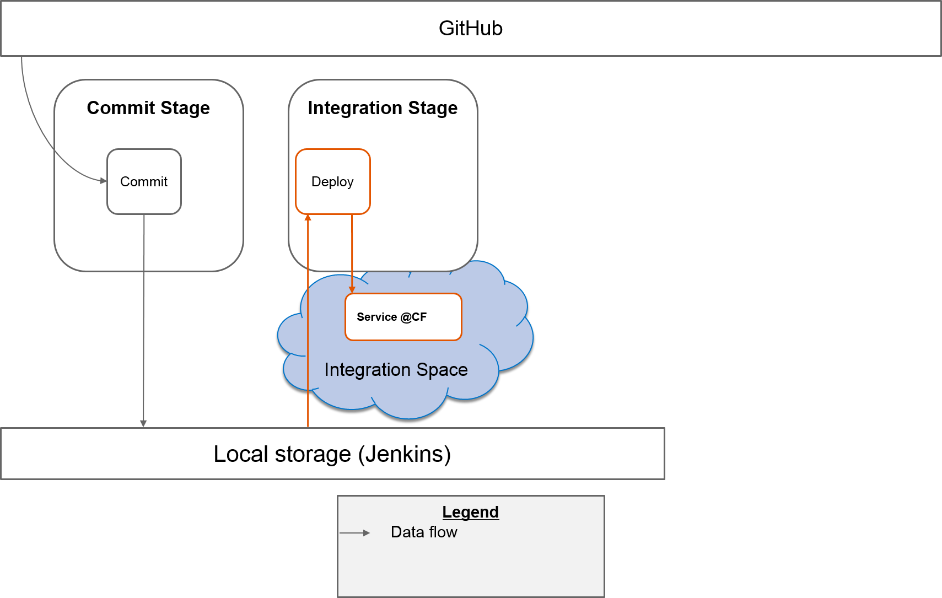 GitHub
Commit Stage
Integration Stage
Commit
Deploy
Service @CF
Integration Space
Local storage (Jenkins)
Legend
Data flow